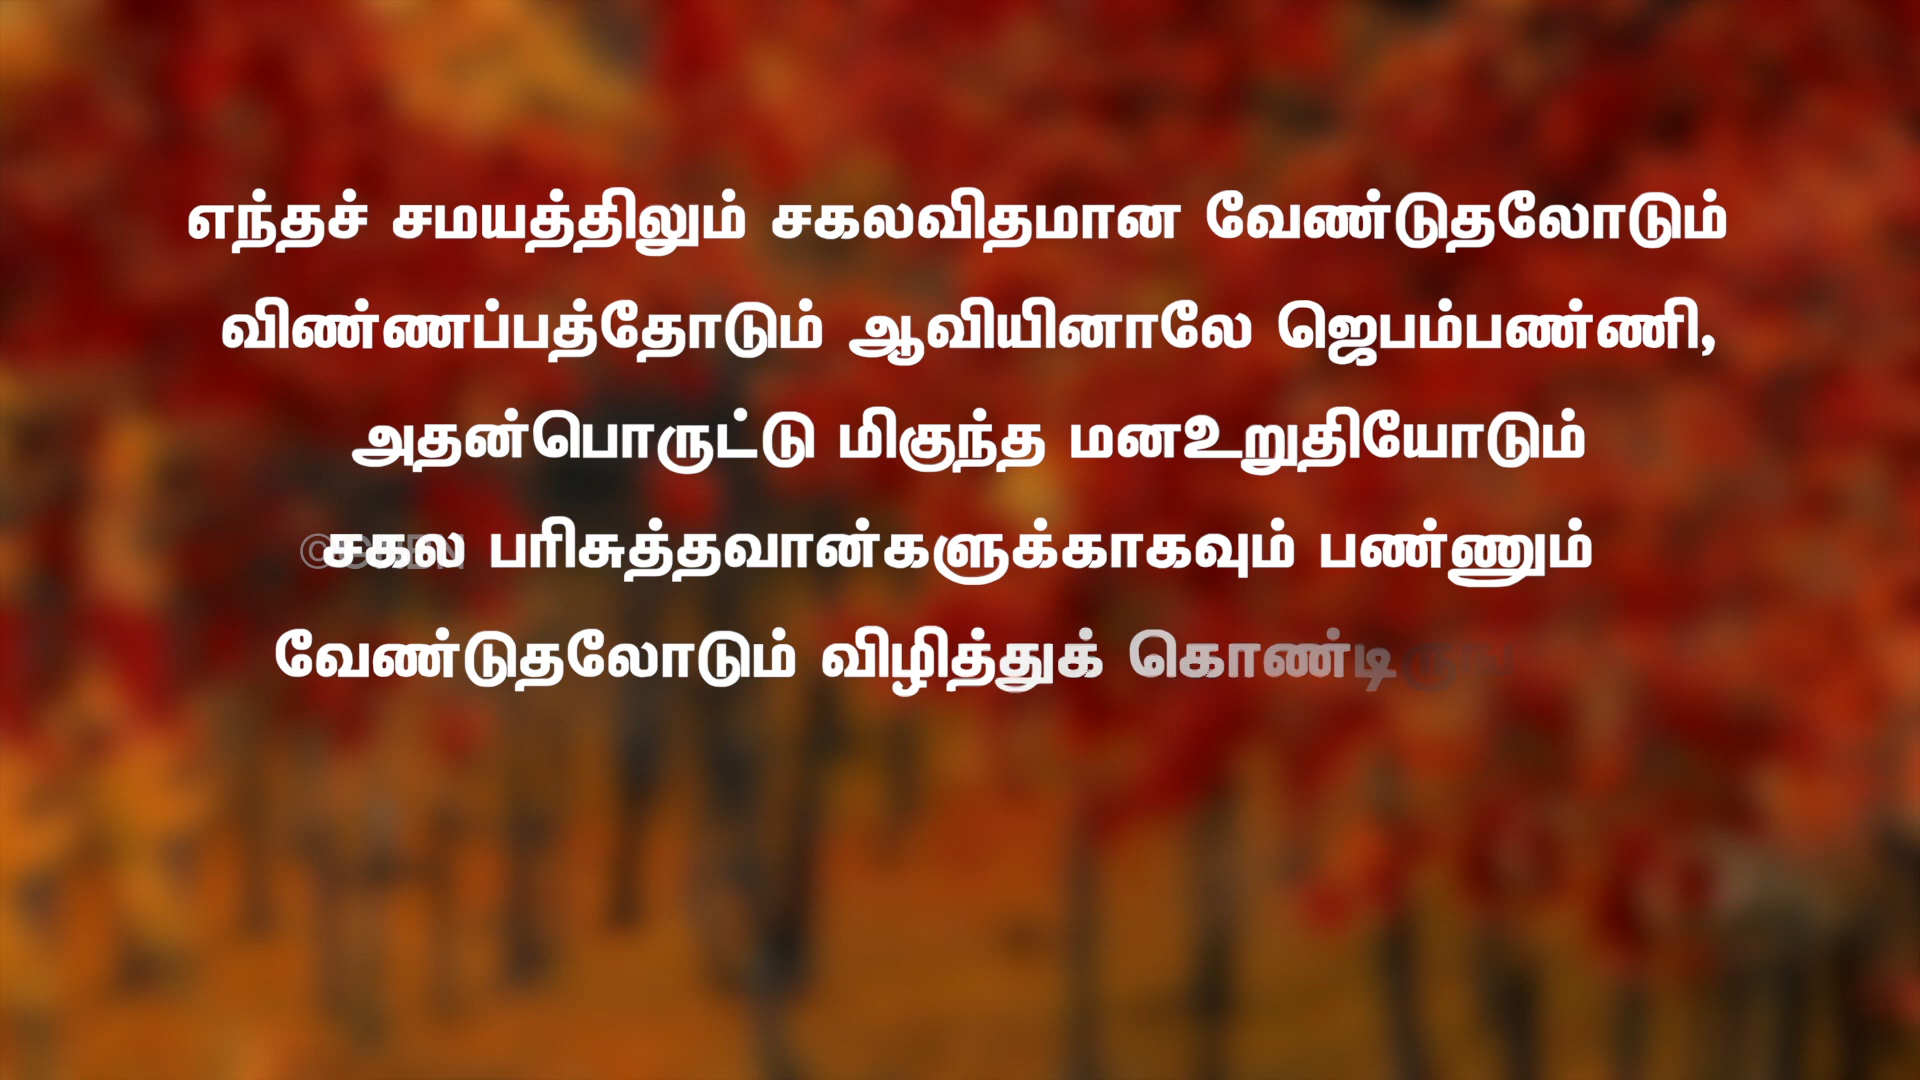 எந்தச் சமயத்திலும் சகலவிதமான வேண்டுதலோடும்
விண்ணப்பத்தோடும் ஆவியினாலே ஜெபம்பண்ணி,
அதன்பொருட்டு மிகுந்த மனஉறுதியோடும்
சகல பரிசுத்தவான்களுக்காகவும் பண்ணும்
வேண்டுதலோடும் விழித்துக்